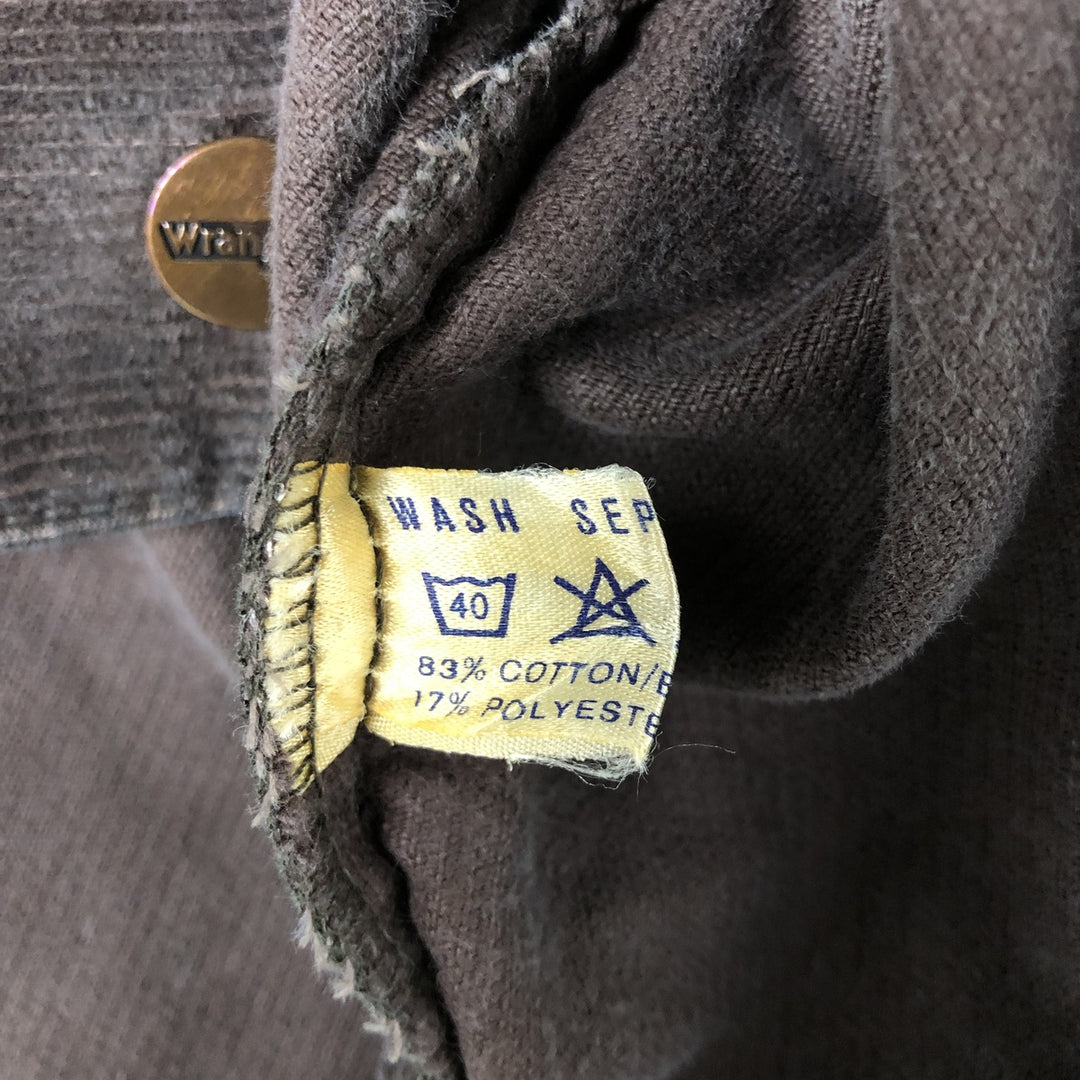 Wran
WASH SEP
40
83% COTTON/
17% POLYESTE